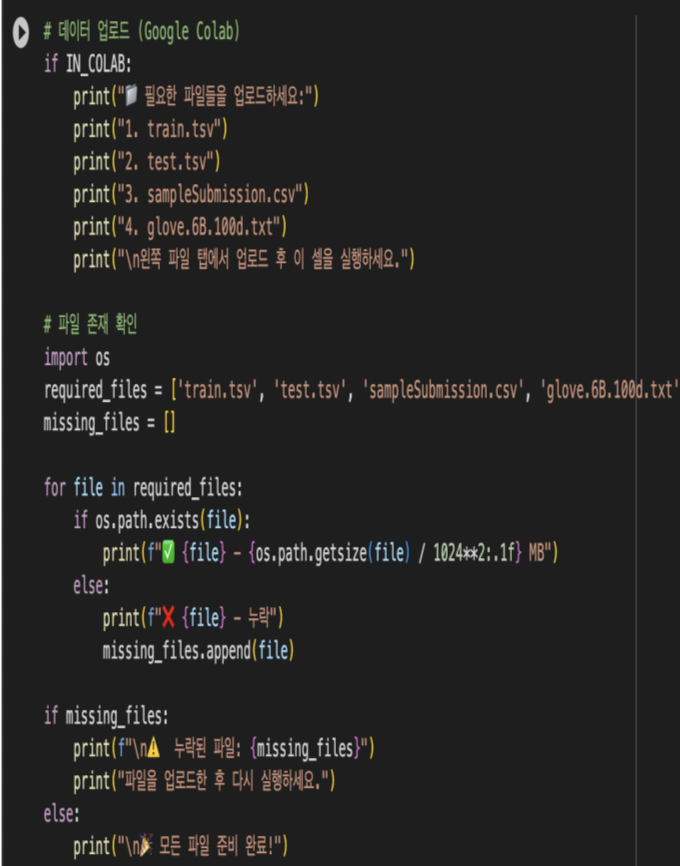 # 데이터 업로드 (Google Colab)
if IN_COLAB:
    print("📁 필요한 파일들을 업로드하세요:")
    print("1. train.tsv")
    print("2. test.tsv")
    print("3. sampleSubmission.csv")
    print("4. glove.6B.100d.txt")
    print("\n왼쪽 파일 탭에서 업로드 후 이 셀을 실행하세요.")
# 파일 존재 확인
import os
required_files = ['train.tsv', 'test.tsv', 'sampleSubmission.csv', 'glove.6B.100d.txt'
missing_files = []
for file in required_files:
    if os.path.exists(file):
        print(f"✅ {file} – {os.path.getsize(file) / 1024**2:.1f} MB")
    else:
        print(f"❌ {file} – 누락")
        missing_files.append(file)
if missing_files:
    print(f"\n⚠️ 누락된 파일: {missing_files}")
    print("파일을 업로드한 후 다시 실행하세요.")
else:
    print("\n🎉 모든 파일 준비 완료!")